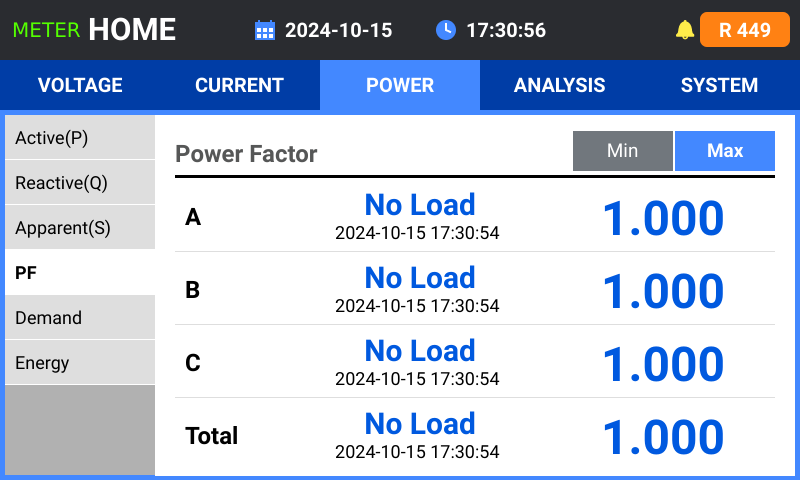 METER HOME 2024-10-15 17:30:56 R 449
VOLTAGE CURRENT POWER ANALYSIS SYSTEM
Active(P)
Reactive(Q)
Apparent(S)
PF
Demand
Energy
Power Factor Min Max
A No Load 2024-10-15 17:30:54 1.000
B No Load 2024-10-15 17:30:54 1.000
C No Load 2024-10-15 17:30:54 1.000
Total No Load 2024-10-15 17:30:54 1.000